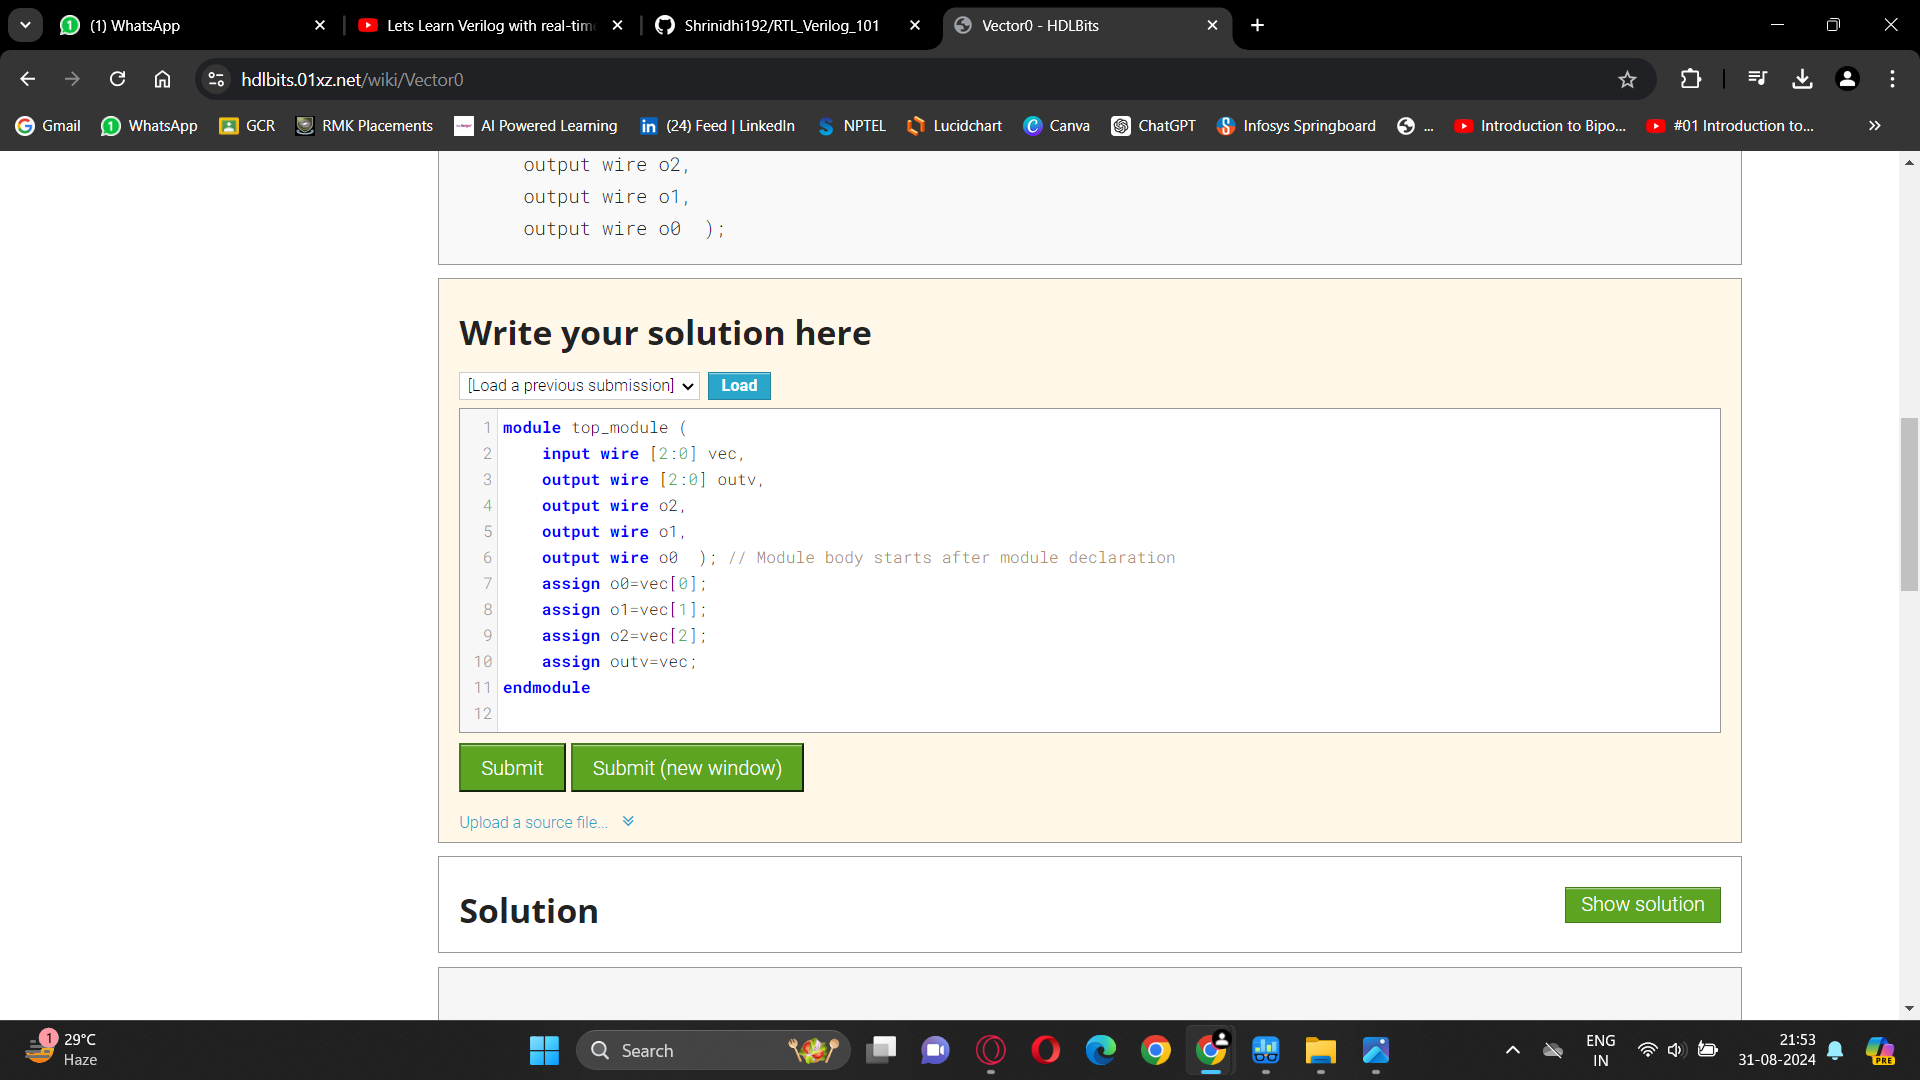 (1) WhatsApp
Lets Learn Verilog with real-tim
Shrinidhi192/RTL_Verilog_101
Vector0 - HDLBits
hdlbits.01xz.net/wiki/Vector0
Gmail
WhatsApp
GCR
RMK Placements
AI Powered Learning
(24) Feed | LinkedIn
NPTEL
Lucidchart
Canva
ChatGPT
Infosys Springboard
...
Introduction to Bipo...
#01 Introduction to...
output wire o2,
output wire o1,
output wire o0  );
Write your solution here
[Load a previous submission]
Load
1 module top_module (
2 input wire [2:0] vec,
3 output wire [2:0] outv,
4 output wire o2,
5 output wire o1,
6 output wire o0  ); // Module body starts after module declaration
7 assign o0=vec[0];
8 assign o1=vec[1];
9 assign o2=vec[2];
10 assign outv=vec;
11 endmodule
12
Submit
Submit (new window)
Upload a source file...
Solution
Show solution
1
29°C
Haze
Search
ENG
IN
21:53
31-08-2024
PRE